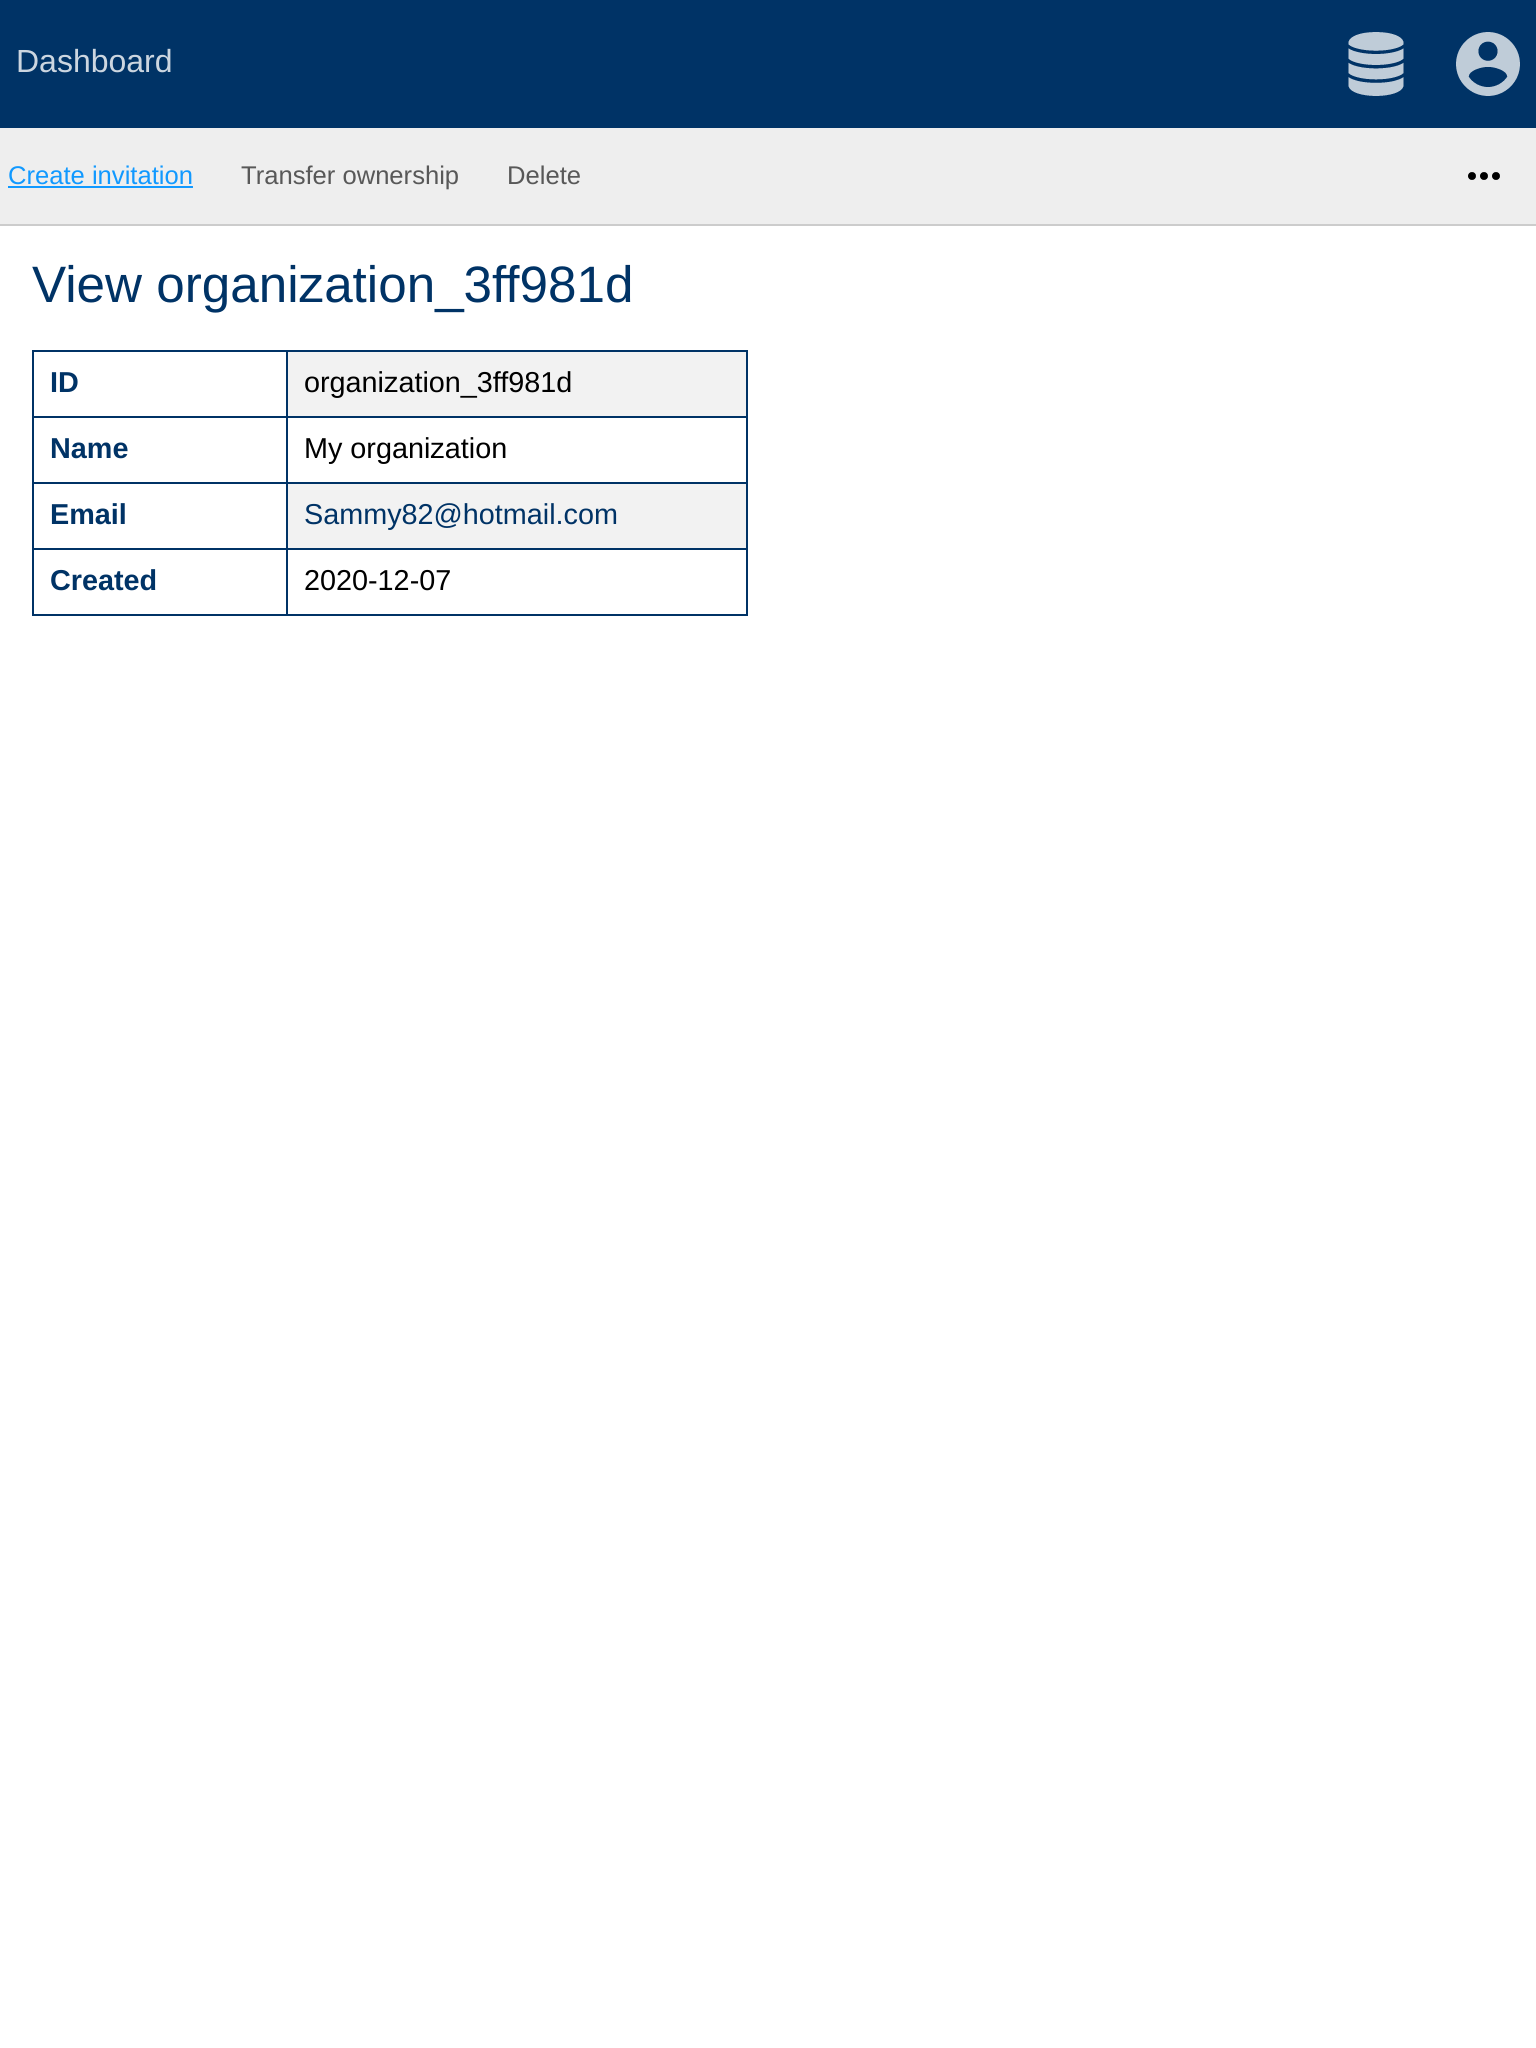 Dashboard
Create invitation Transfer ownership Delete
View organization_3ff981d
ID organization_3ff981d
Name My organization
Email Sammy82@hotmail.com
Created 2020-12-07